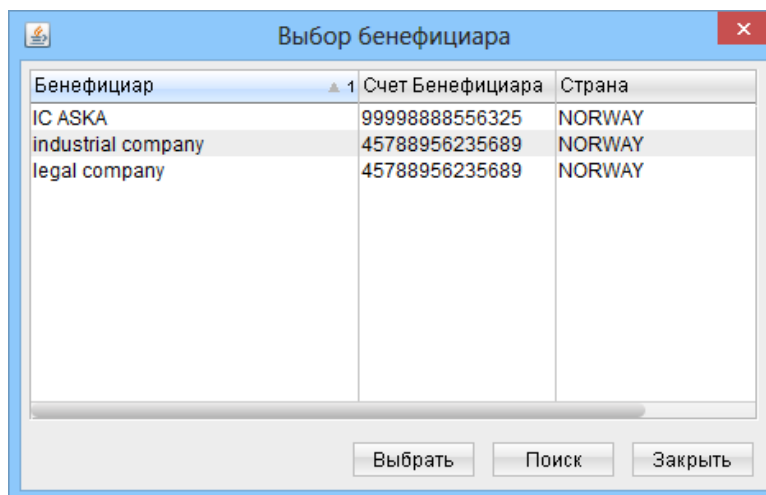 Выбор бенефициара
Бенефициар 1 Счет Бенефициара Страна
IC ASKA 99998888556325 NORWAY
industrial company 45788956235689 NORWAY
legal company 45788956235689 NORWAY
Выбрать Поиск Закрыть